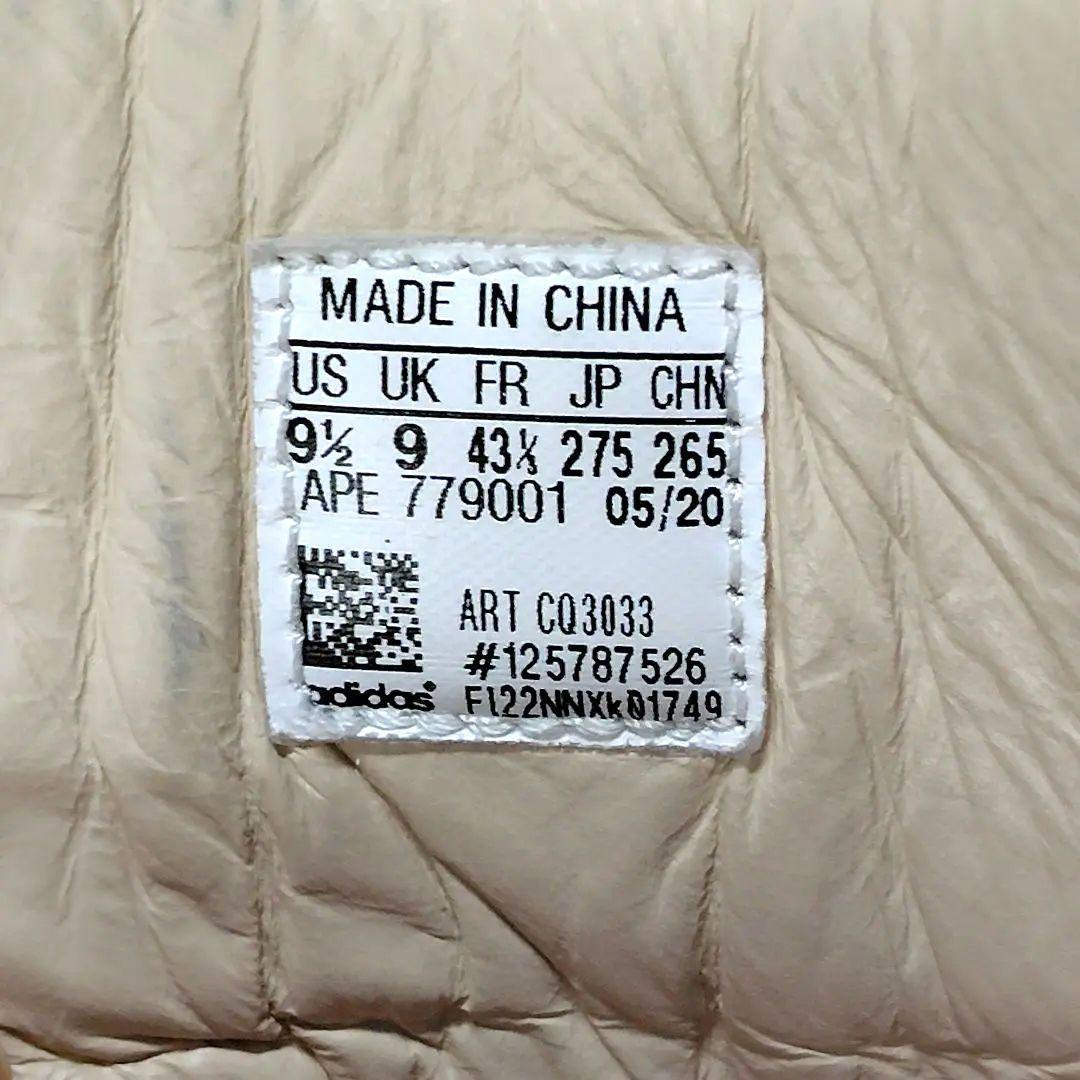 MADE IN CHINA
US UK FR JP CHN
9½ 9 43⅓ 275 265
APE 779001 05/20
ART CQ3033
#125787526
adidas®